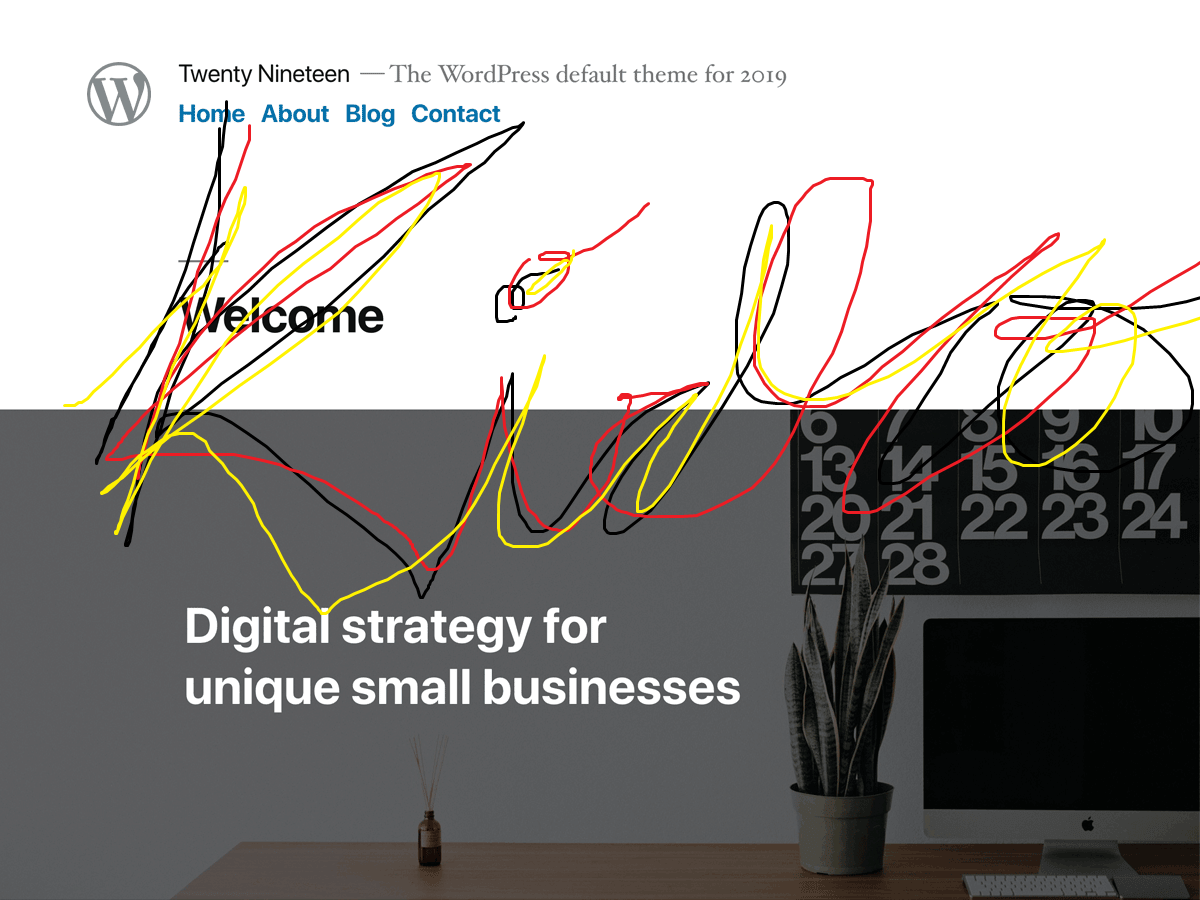 Twenty Nineteen — The WordPress default theme for 2019
Home About Blog Contact
Welcome
Kids
6 7 8 9 10
13 14 15 16 17
20 21 22 23 24
27 28
Digital strategy for
unique small businesses